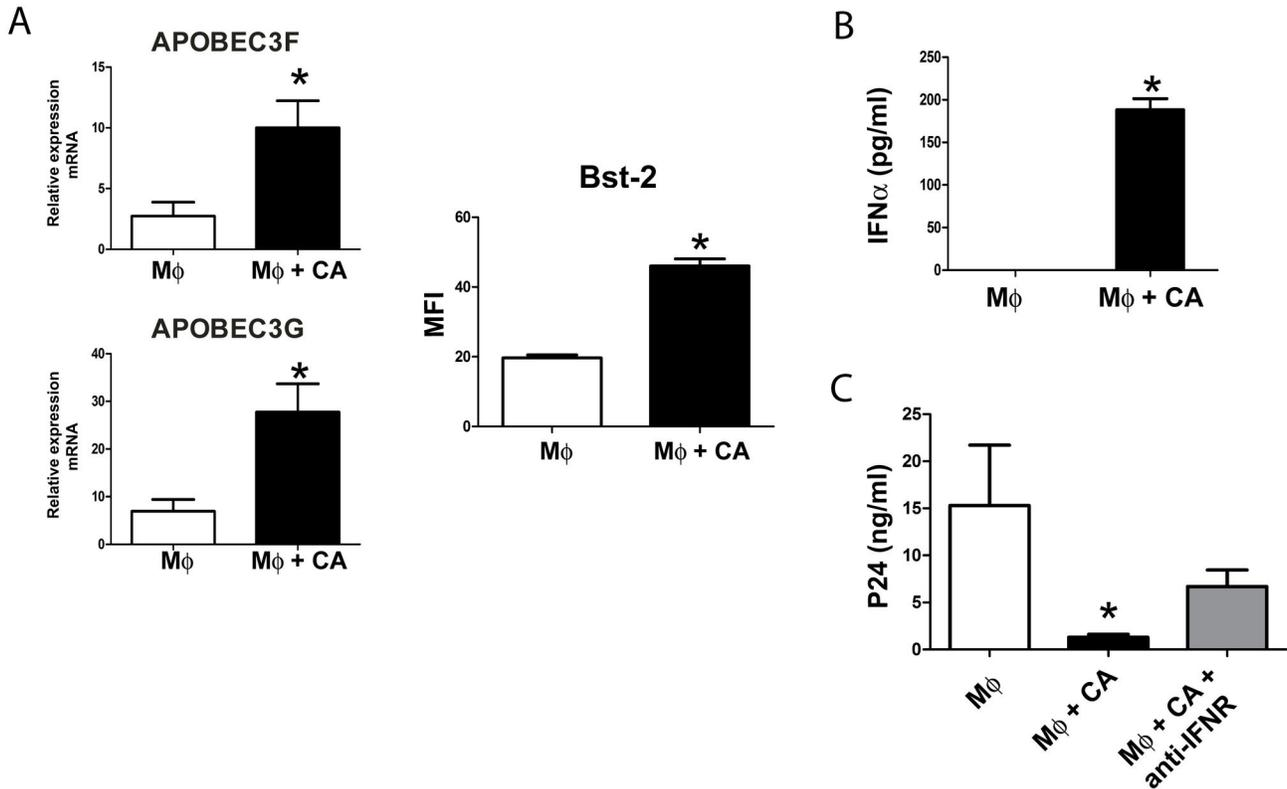 A
APOBEC3F
Relative expression
mRNA
15
10
5
0
*
Mϕ
Mϕ + CA
APOBEC3G
Relative expression
mRNA
40
30
20
10
0
*
Mϕ
Mϕ + CA
Bst-2
MFI
60
40
20
0
*
Mϕ
Mϕ + CA
B
IFNα (pg/ml)
250
200
150
100
50
0
*
Mϕ
Mϕ + CA
C
P24 (ng/ml)
25
20
15
10
5
0
*
Mϕ
Mϕ + CA
Mϕ + CA +
anti-IFNR